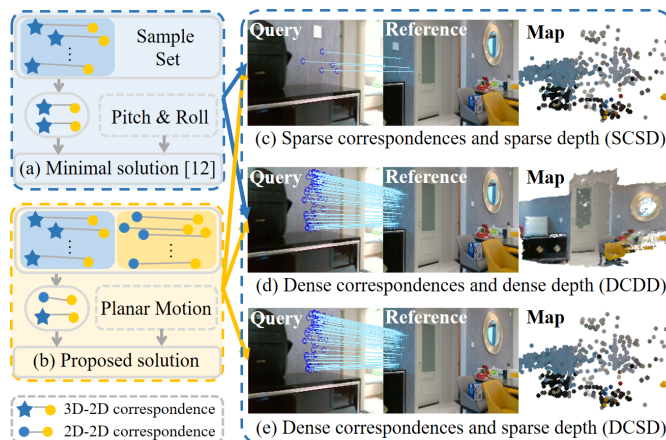 Sample
Set
Pitch & Roll
(a) Minimal solution [12]
Planar Motion
(b) Proposed solution
3D-2D correspondence
2D-2D correspondence
Query Reference Map
(c) Sparse correspondences and sparse depth (SCSD)
Query Reference Map
(d) Dense correspondences and dense depth (DCDD)
Query Reference Map
(e) Dense correspondences and sparse depth (DCSD)